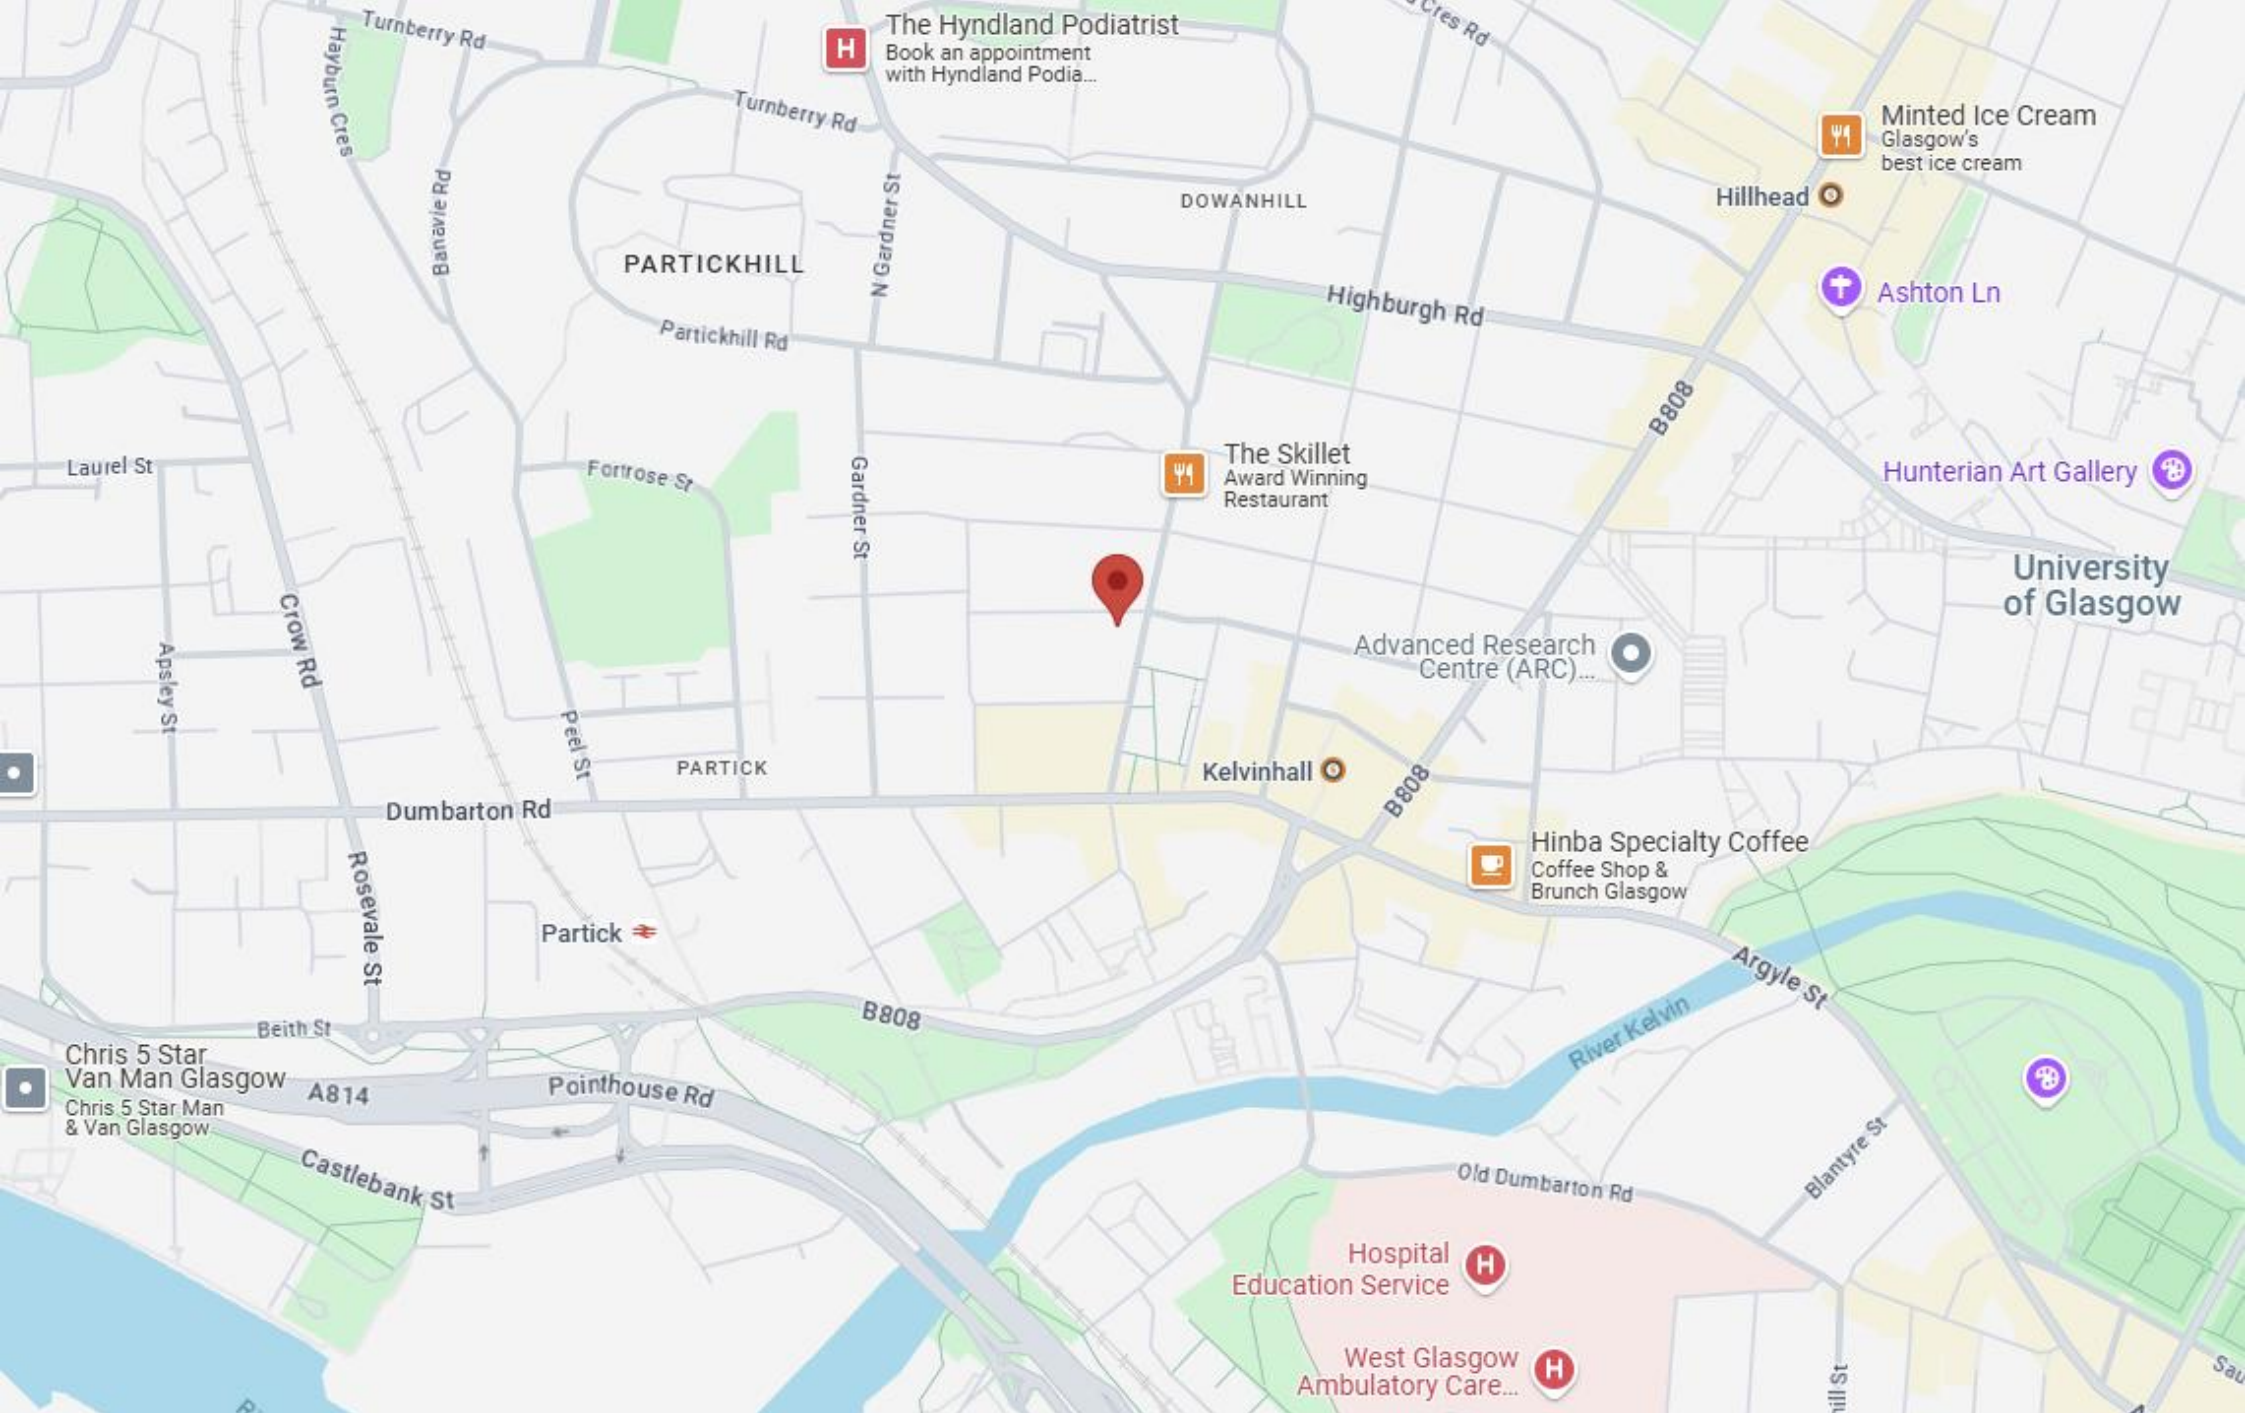 Turnberry Rd
Hayburn Cres
The Hyndland Podiatrist
Book an appointment
with Hyndland Podia...
Cres Rd
Turnberry Rd
Minted Ice Cream
Glasgow's
best ice cream
Hillhead
DOWANHILL
Banavie Rd
N Gardner St
PARTICKHILL
Ashton Ln
Highburgh Rd
Partickhill Rd
B808
Laurel St
Fortrose St
Gardner St
The Skillet
Award Winning
Restaurant
Hunterian Art Gallery
University
of Glasgow
Crow Rd
Apsley St
Advanced Research
Centre (ARC)...
Peel St
PARTICK
Kelvinhall
B808
Dumbarton Rd
Hinba Specialty Coffee
Coffee Shop &
Brunch Glasgow
Rosevale St
Partick
Argyle St
B808
River Kelvin
Beith St
Chris 5 Star
Van Man Glasgow
Chris 5 Star Man
& Van Glasgow
A814
Pointhouse Rd
Castlebank St
Old Dumbarton Rd
Blantyre St
Hospital
Education Service
West Glasgow
Ambulatory Care...